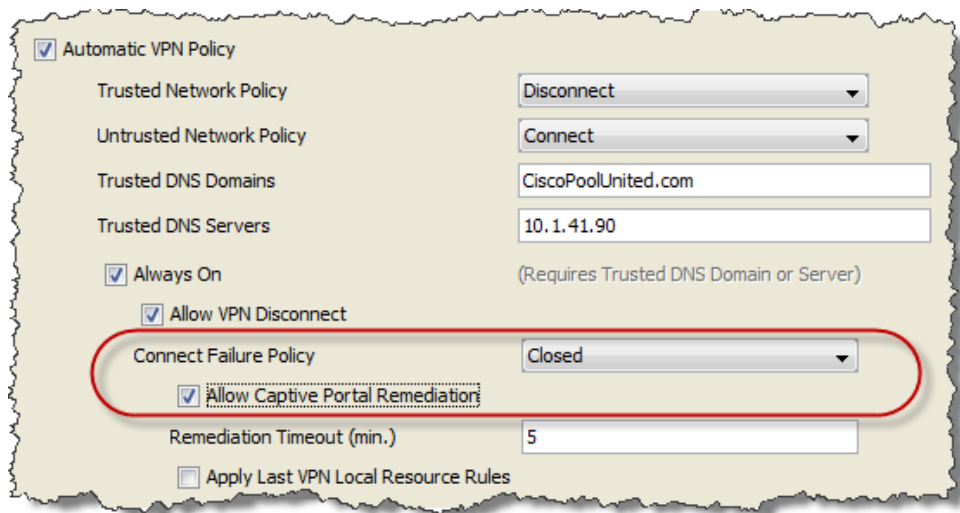 Automatic VPN Policy
Trusted Network Policy Disconnect
Untrusted Network Policy Connect
Trusted DNS Domains CiscoPoolUnited.com
Trusted DNS Servers 10.1.41.90
Always On (Requires Trusted DNS Domain or Server)
Allow VPN Disconnect
Connect Failure Policy Closed
Allow Captive Portal Remediation
Remediation Timeout (min.) 5
Apply Last VPN Local Resource Rules